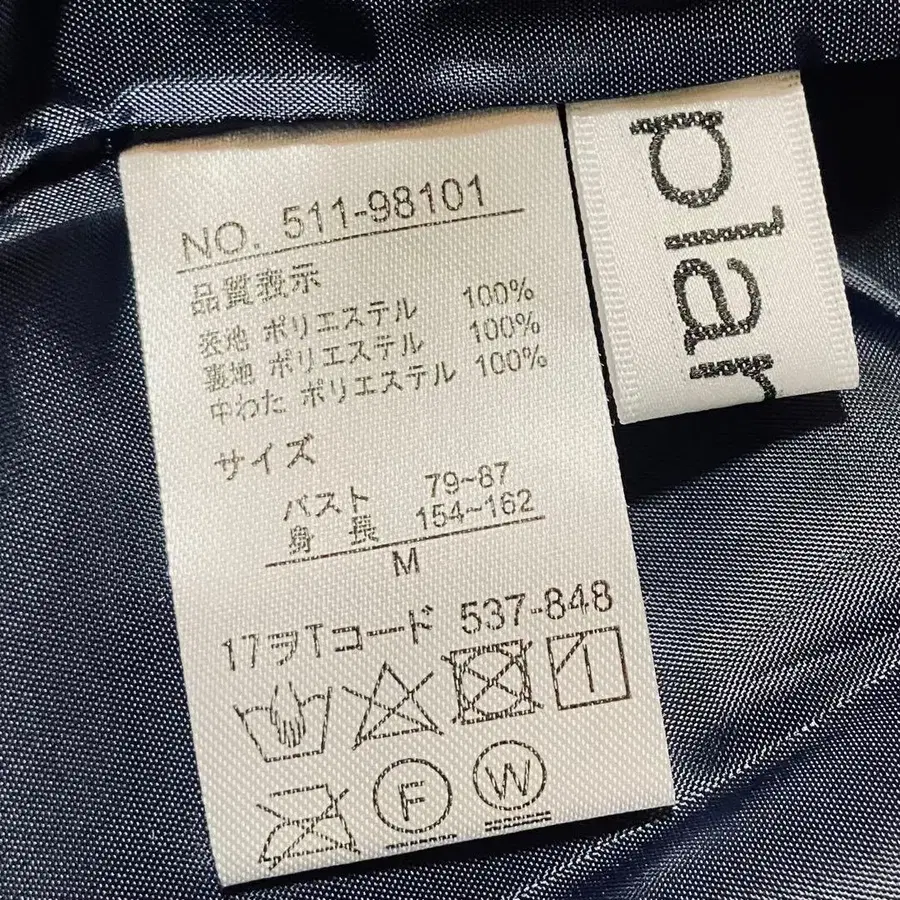 NO. 511-98101
品質表示
表地 ポリエステル 100%
裏地 ポリエステル 100%
中わた ポリエステル 100%
サイズ
バスト 79~87
身 長 154~162
M
17ヲTコード 537-848
F
W
plar